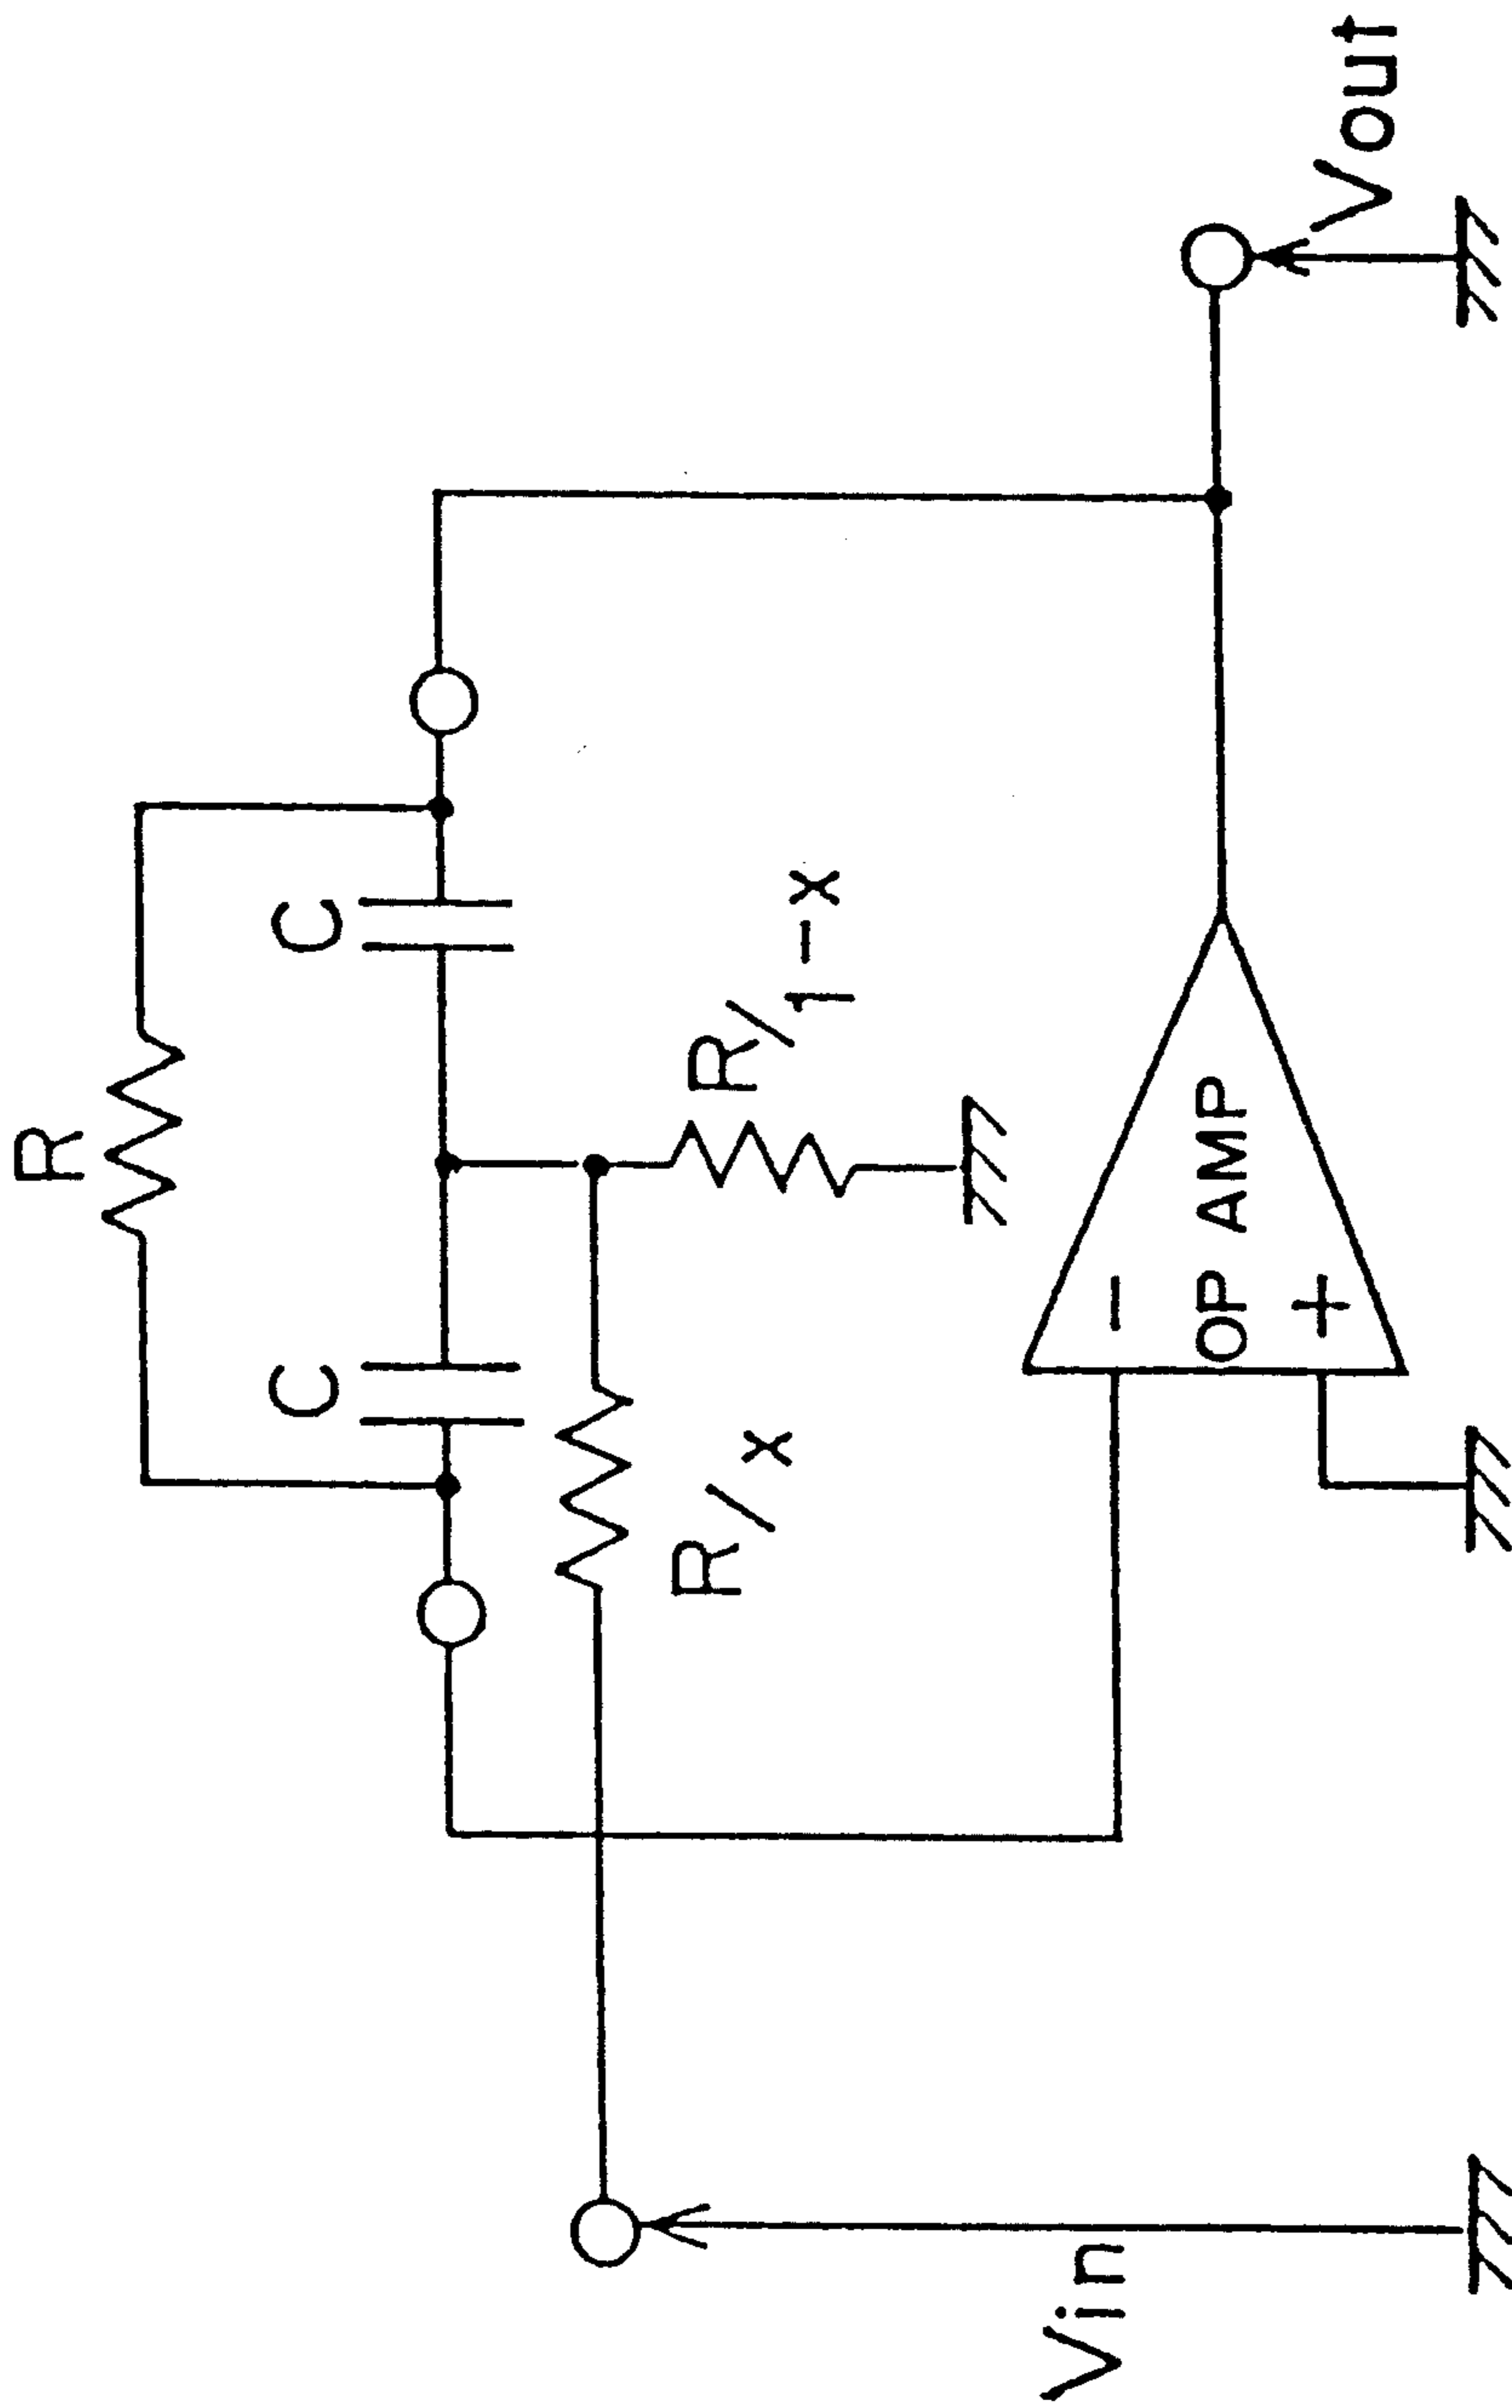 R
C
C
R/x
R/1-x
-
OP AMP
+
Vin
Vout